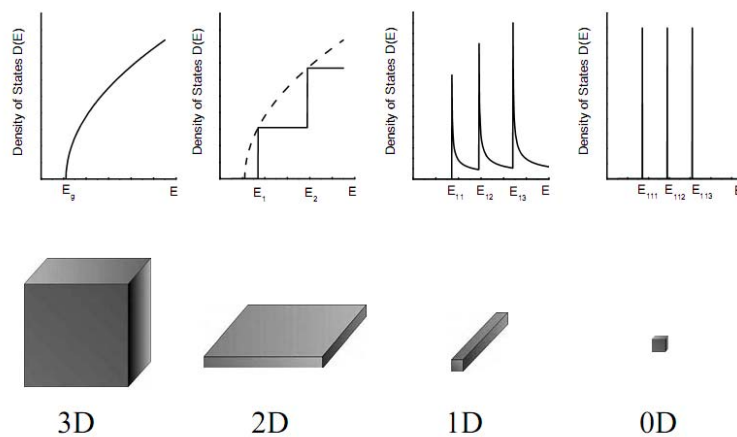 Density of States D(E)
E_g
E
Density of States D(E)
E_1
E_2
E
Density of States D(E)
E_11
E_12
E_13
E
Density of States D(E)
E_111
E_112
E_113
E
3D
2D
1D
0D